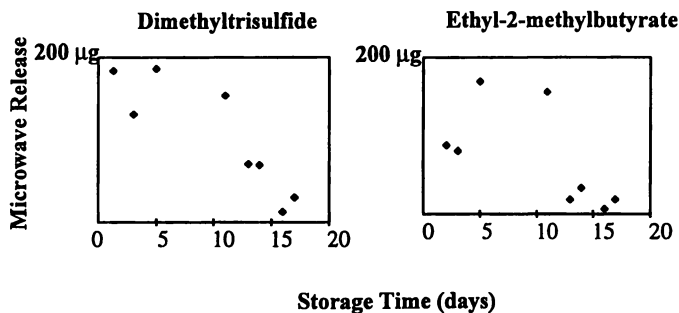 Dimethyltrisulfide
Ethyl-2-methylbutyrate
Microwave Release
200 µg
200 µg
0 5 10 15 20
0 5 10 15 20
Storage Time (days)